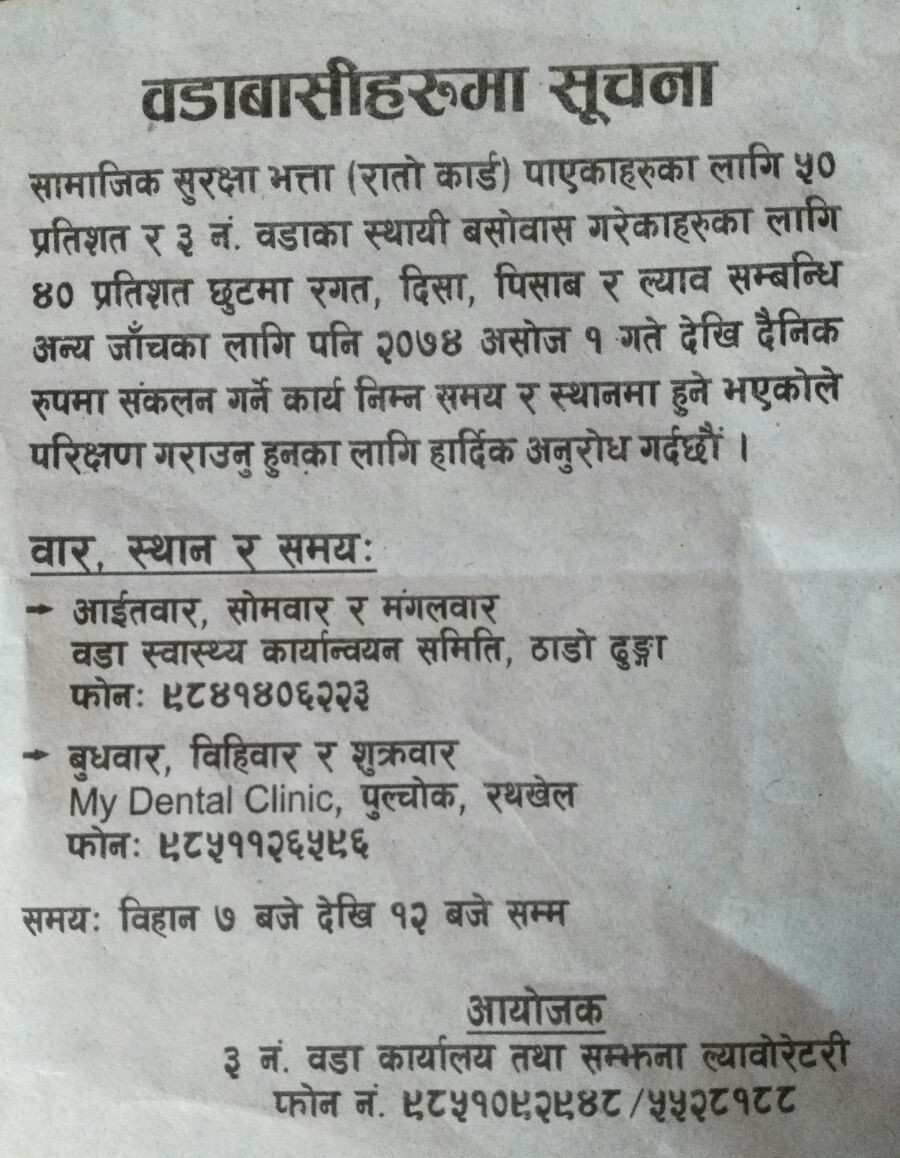 वडाबासीहरुमा सूचना
सामाजिक सुरक्षा भत्ता (रातो कार्ड) पाएकाहरुका लागि ५०
प्रतिशत र ३ नं. वडाका स्थायी बसोवास गरेकाहरुका लागि
४० प्रतिशत छुटमा रगत, दिसा, पिसाब र ल्याव सम्बन्धि
अन्य जाँचका लागि पनि २०७४ असोज १ गते देखि दैनिक
रुपमा संकलन गर्ने कार्य निम्न समय र स्थानमा हुने भएकोले
परिक्षण गराउनु हुनका लागि हार्दिक अनुरोध गर्दछौं ।
वार, स्थान र समयः
→ आईतवार, सोमवार र मंगलवार
वडा स्वास्थ्य कार्यान्वयन समिति, ठाडो ढुङ्गा
फोनः ९८४१४०६२२३
→ बुधवार, विहिवार र शुक्रवार
My Dental Clinic, पुल्चोक, रथखेल
फोनः ९८५११२६५१६
समयः विहान ७ बजे देखि १२ बजे सम्म
आयोजक
३ नं. वडा कार्यालय तथा सम्झना ल्यावोरेटरी
फोन नं. ९८५१०९२९४८/५५२८१८८